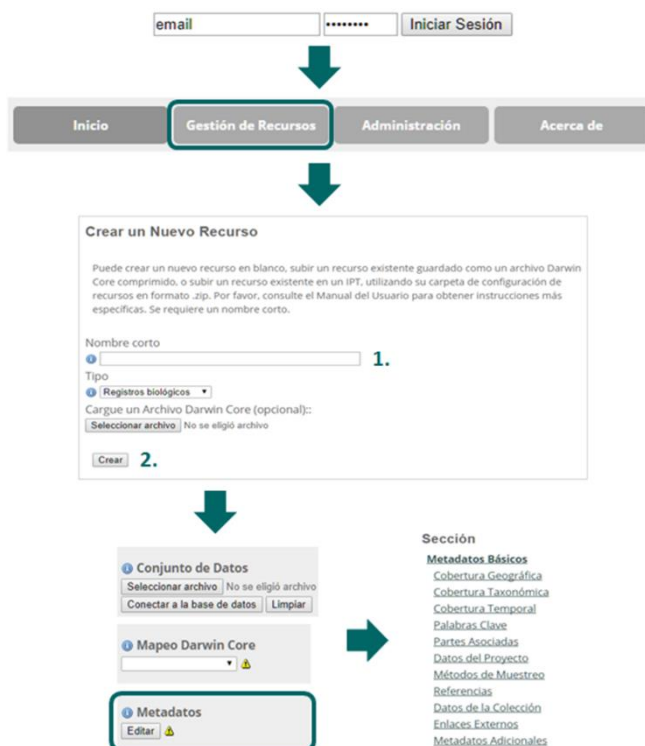 email
Iniciar Sesión
Inicio
Gestión de Recursos
Administración
Acerca de
Crear un Nuevo Recurso
Puede crear un nuevo recurso en blanco, subir un recurso existente guardado como un archivo Darwin
Core comprimido, o subir un recurso existente en un IPT, utilizando su carpeta de configuración de
recursos en formato .zip. Por favor, consulte el Manual del Usuario para obtener instrucciones más
específicas. Se requiere un nombre corto.
Nombre corto
1.
Tipo
Registros biológicos
Cargue un Archivo Darwin Core (opcional)::
Seleccionar archivo No se eligió archivo
Crear 2.
Conjunto de Datos
Seleccionar archivo No se eligió archivo
Conectar a la base de datos Limpiar
Mapeo Darwin Core
Metadatos
Editar
Sección
Metadatos Básicos
Cobertura Geográfica
Cobertura Taxonómica
Cobertura Temporal
Palabras Clave
Partes Asociadas
Datos del Proyecto
Métodos de Muestreo
Referencias
Datos de la Colección
Enlaces Externos
Metadatos Adicionales